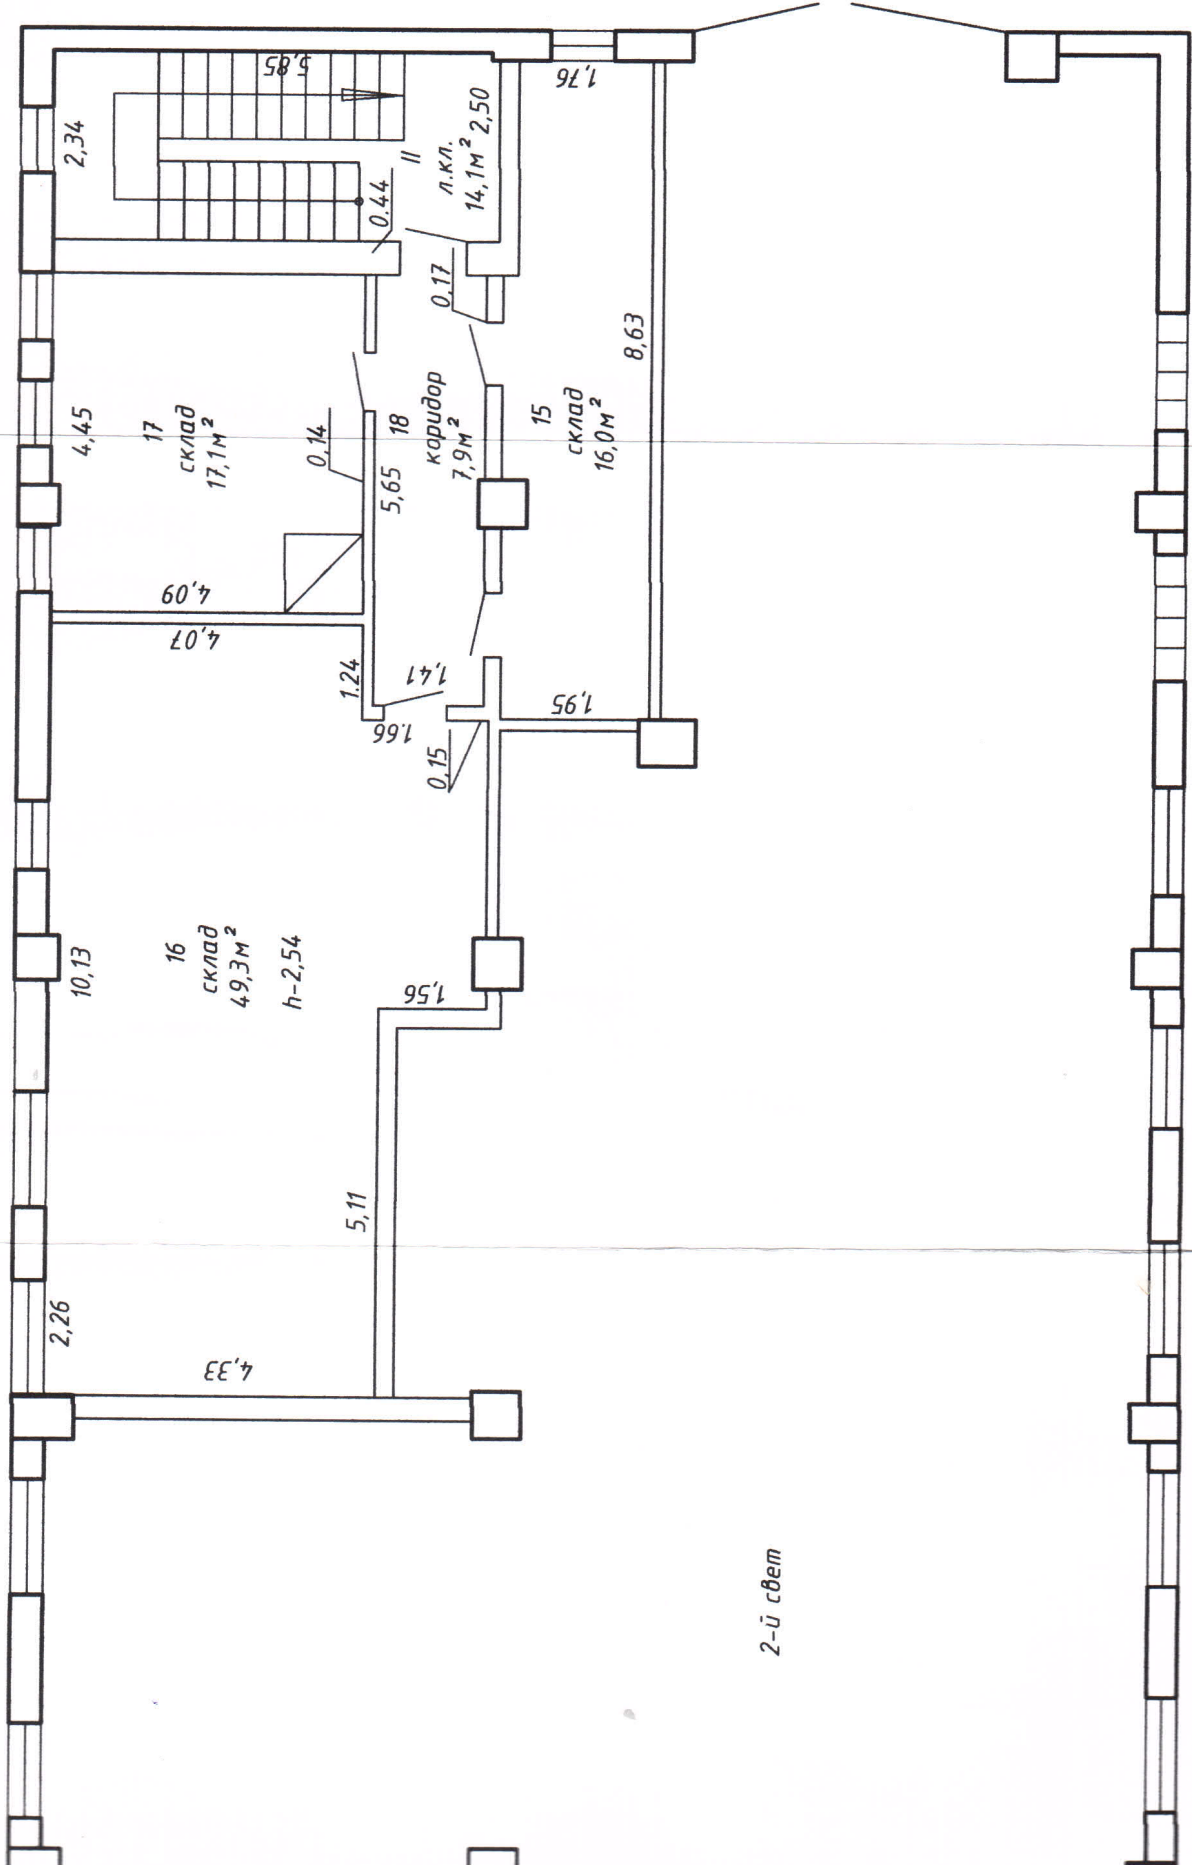 5,85
2,34
II
л.кл.
14,1м²
2,50
0.44
1,76
0,17
8,63
4,45
17
склад
17,1м²
0,14
18
коридор
7,9м²
5,65
15
склад
16,0м²
4,09
4,07
1.24
1,41
1.66
0,15
1,95
10,13
16
склад
49,3м²
h-2,54
1,56
5,11
2,26
4,33
2-й свет